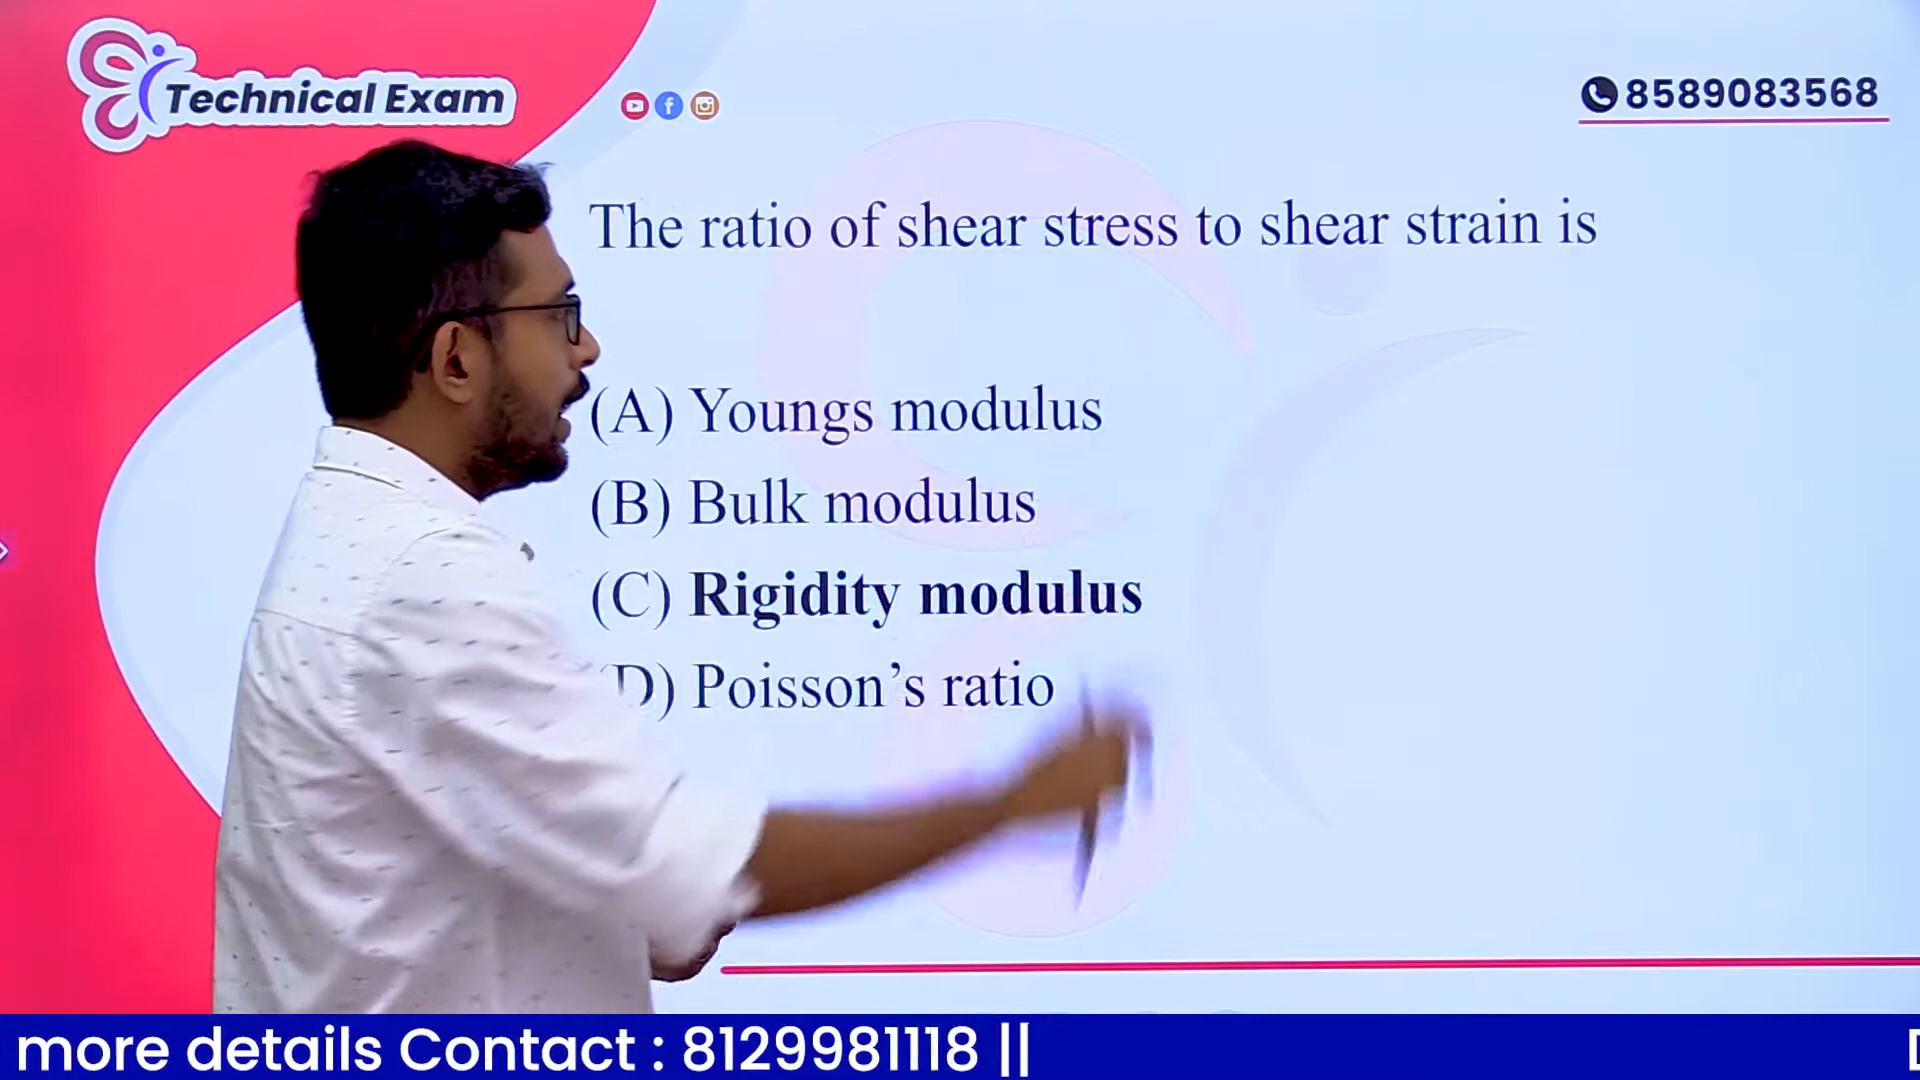 Technical Exam
8589083568
The ratio of shear stress to shear strain is
(A) Youngs modulus
(B) Bulk modulus
(C) Rigidity modulus
D) Poisson’s ratio
more details Contact : 8129981118 ||